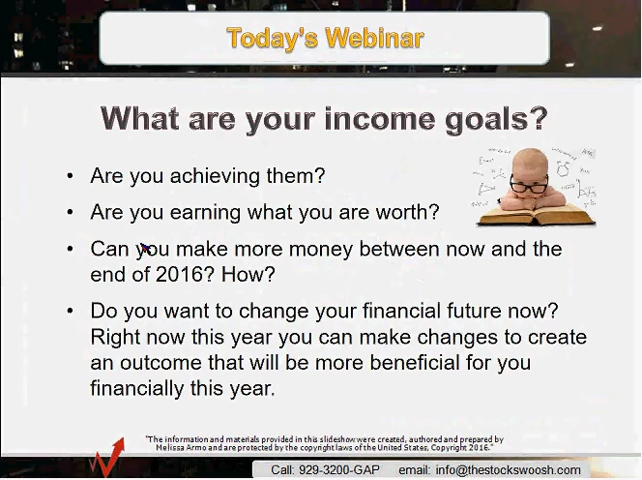 Today's Webinar
What are your income goals?
• Are you achieving them?
• Are you earning what you are worth?
• Can you make more money between now and the
end of 2016? How?
• Do you want to change your financial future now?
Right now this year you can make changes to create
an outcome that will be more beneficial for you
financially this year.
"The information and materials provided in this slideshow were created, authored and prepared by
Melissa Armo and are protected by the copyright laws of the United States, Copyright 2016."
Call: 929-3200-GAP email: info@thestockswoosh.com